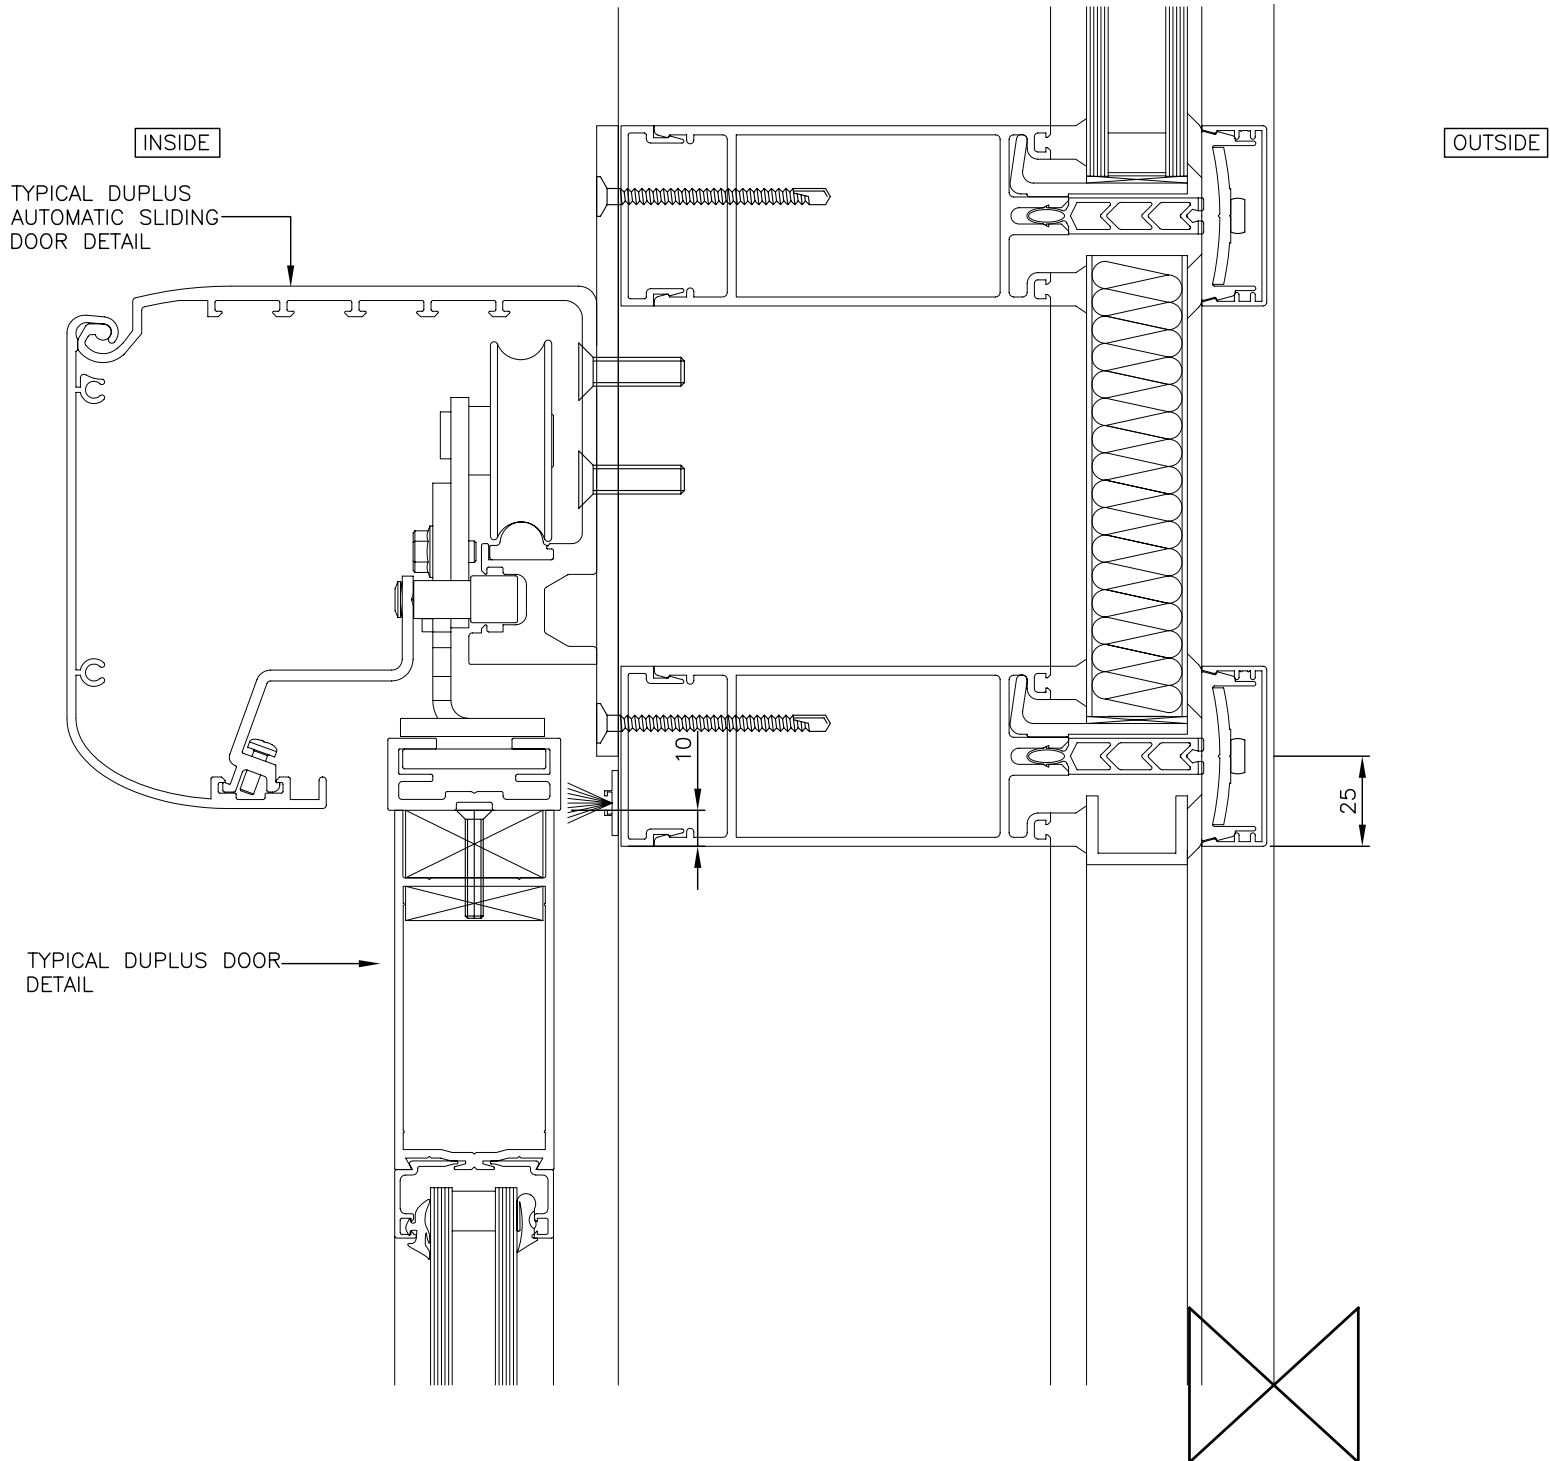 INSIDE
OUTSIDE
TYPICAL DUPLUS
AUTOMATIC SLIDING
DOOR DETAIL
10
25
TYPICAL DUPLUS DOOR
DETAIL